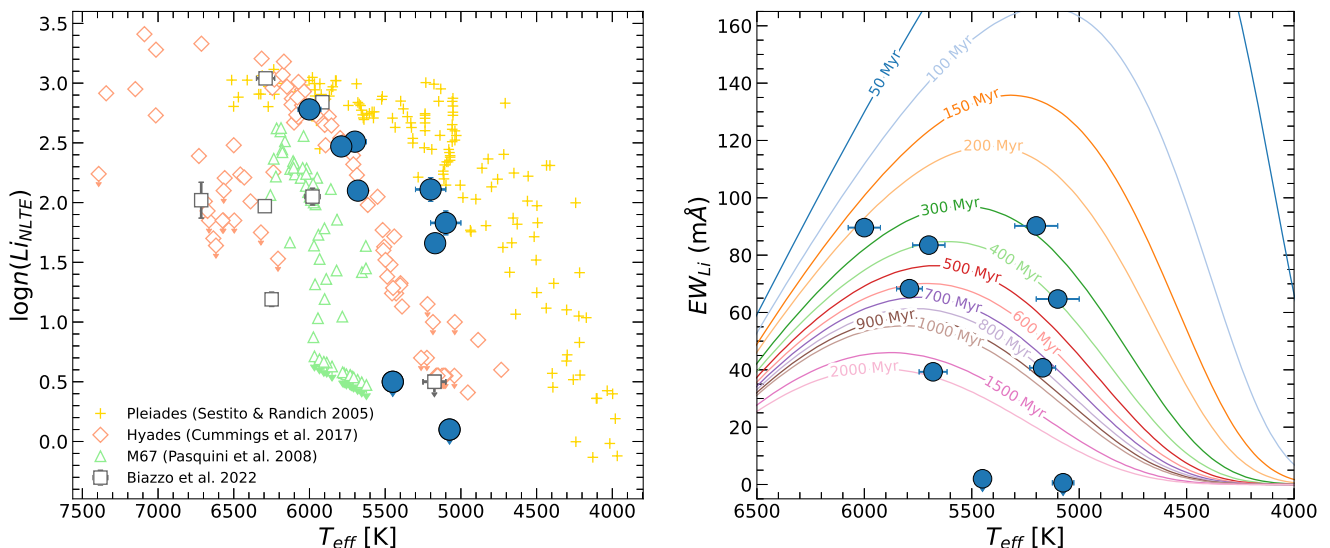 3.5
3.0
2.5
2.0
1.5
1.0
0.5
0.0
logn(Li_NLTE)
Pleiades (Sestito & Randich 2005)
Hyades (Cummings et al. 2017)
M67 (Pasquini et al. 2008)
Biazzo et al. 2022
7500 7000 6500 6000 5500 5000 4500 4000
T_eff [K]
160
140
120
100
80
60
40
20
0
EW_Li (mÅ)
50 Myr
100 Myr
150 Myr
200 Myr
300 Myr
400 Myr
500 Myr
600 Myr
700 Myr
800 Myr
900 Myr
1000 Myr
1500 Myr
2000 Myr
6500 6000 5500 5000 4500 4000
T_eff [K]